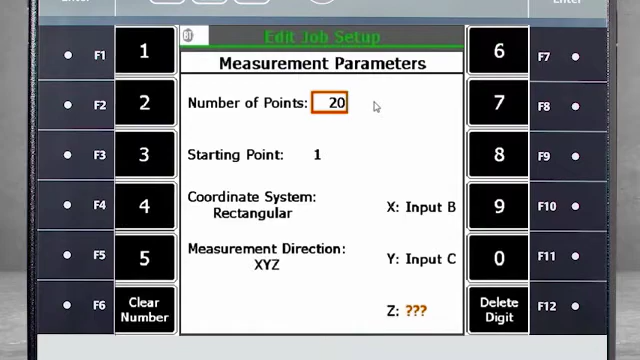 Enter
Enter
Edit Job Setup
Measurement Parameters
F1
1
6
F7
F2
2
Number of Points: 20
7
F8
F3
3
Starting Point: 1
8
F9
F4
4
Coordinate System:
Rectangular
X: Input B
9
F10
F5
5
Measurement Direction:
XYZ
Y: Input C
0
F11
F6
Clear
Number
Z: ???
Delete
Digit
F12